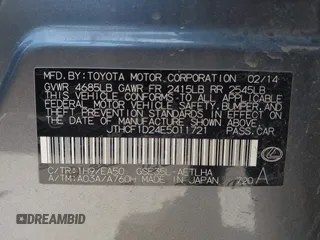 MFD. BY: TOYOTA MOTOR CORPORATION 02/14
GVWR 4685LB GAWR FR 2415LB RR 2545LB
THIS VEHICLE CONFORMS TO ALL APPLICABLE
FEDERAL MOTOR VEHICLE SAFETY, BUMPER, AND
THEFT PREVENTION STANDARDS IN EFFECT ON
THE DATE OF MANUFACTURE SHOWN ABOVE.
JTHCF1D24E5011721 PASS. CAR
C/TR: 1H9/EA50 GSE35L-AETLHA
A/TM: A03A/A760H MADE IN JAPAN 720 A
BIDMOOSE